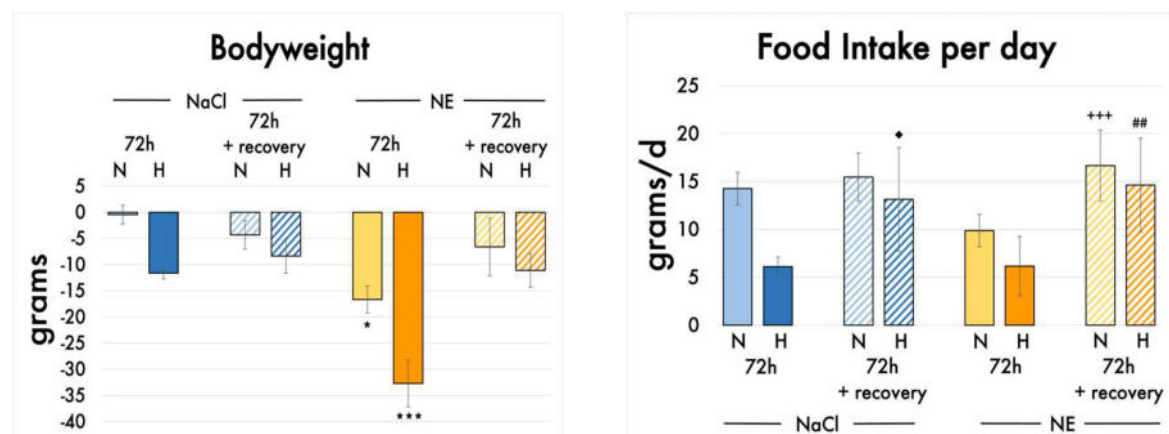 Bodyweight
NaCl NE
72h 72h + recovery 72h 72h + recovery
N H N H N H N H
grams
5
0
-5
-10
-15
-20
-25
-30
-35
-40
*
***
Food Intake per day
grams/d
25
20
15
10
5
0
◆ +++ ##
N H N H N H N H
72h 72h + recovery 72h 72h + recovery
NaCl NE